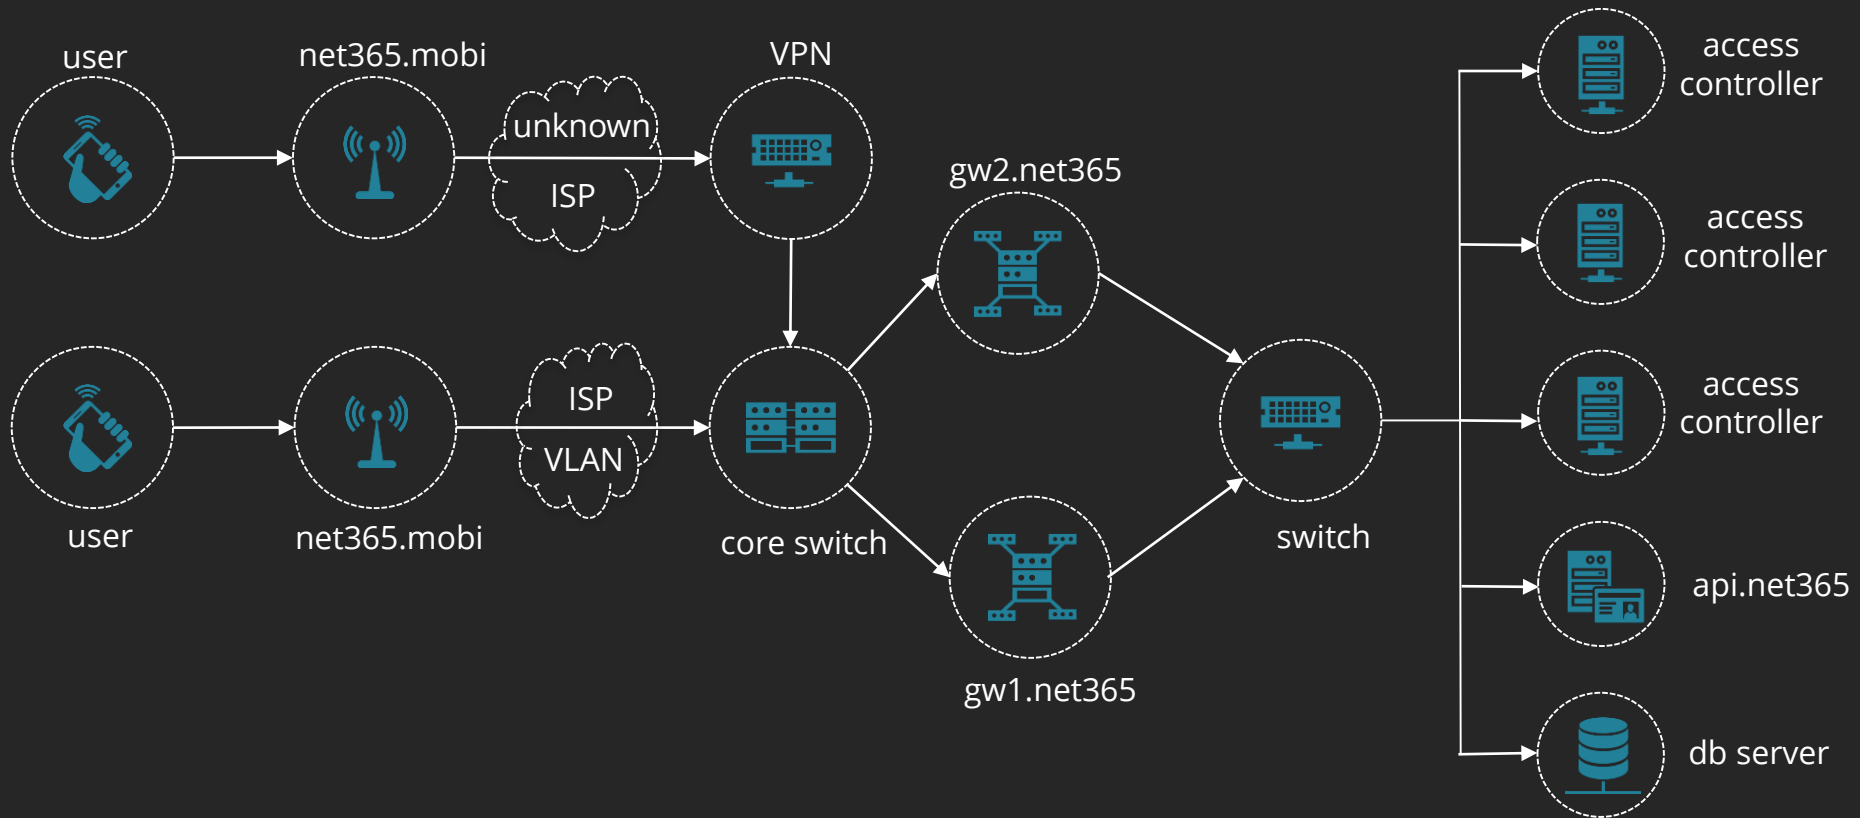 user
net365.mobi
unknown
ISP
VPN
gw2.net365
access
controller
access
controller
user
net365.mobi
ISP
VLAN
core switch
gw1.net365
switch
access
controller
api.net365
db server